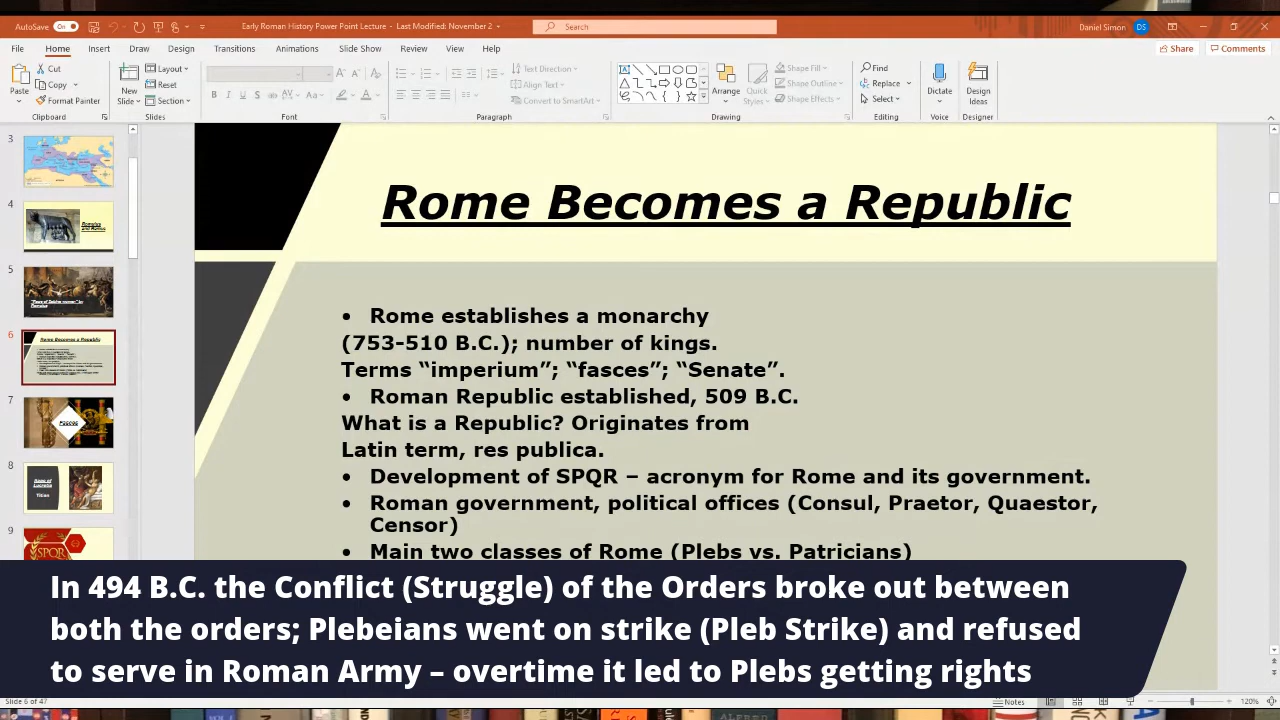 AutoSave On Early Roman History Power Point Lecture - Last Modified: November 2 Search Daniel Simon DS
File Home Insert Draw Design Transitions Animations Slide Show Review View Help Share Comments
Paste Cut Copy Format Painter New Slide Layout Reset Section Text Direction Align Text Convert to SmartArt Arrange Quick Styles Shape Fill Shape Outline Shape Effects Find Replace Select Dictate Design Ideas
Clipboard Slides Font Paragraph Drawing Editing Voice Designer
3
4
5
6
7
8
9
Rome Becomes a Republic
• Rome establishes a monarchy
(753-510 B.C.); number of kings.
Terms “imperium”; “fasces”; “Senate”.
• Roman Republic established, 509 B.C.
What is a Republic? Originates from
Latin term, res publica.
• Development of SPQR – acronym for Rome and its government.
• Roman government, political offices (Consul, Praetor, Quaestor,
Censor)
• Main two classes of Rome (Plebs vs. Patricians)
In 494 B.C. the Conflict (Struggle) of the Orders broke out between
both the orders; Plebeians went on strike (Pleb Strike) and refused
to serve in Roman Army – overtime it led to Plebs getting rights
Slide 6 of 47 Notes 120%